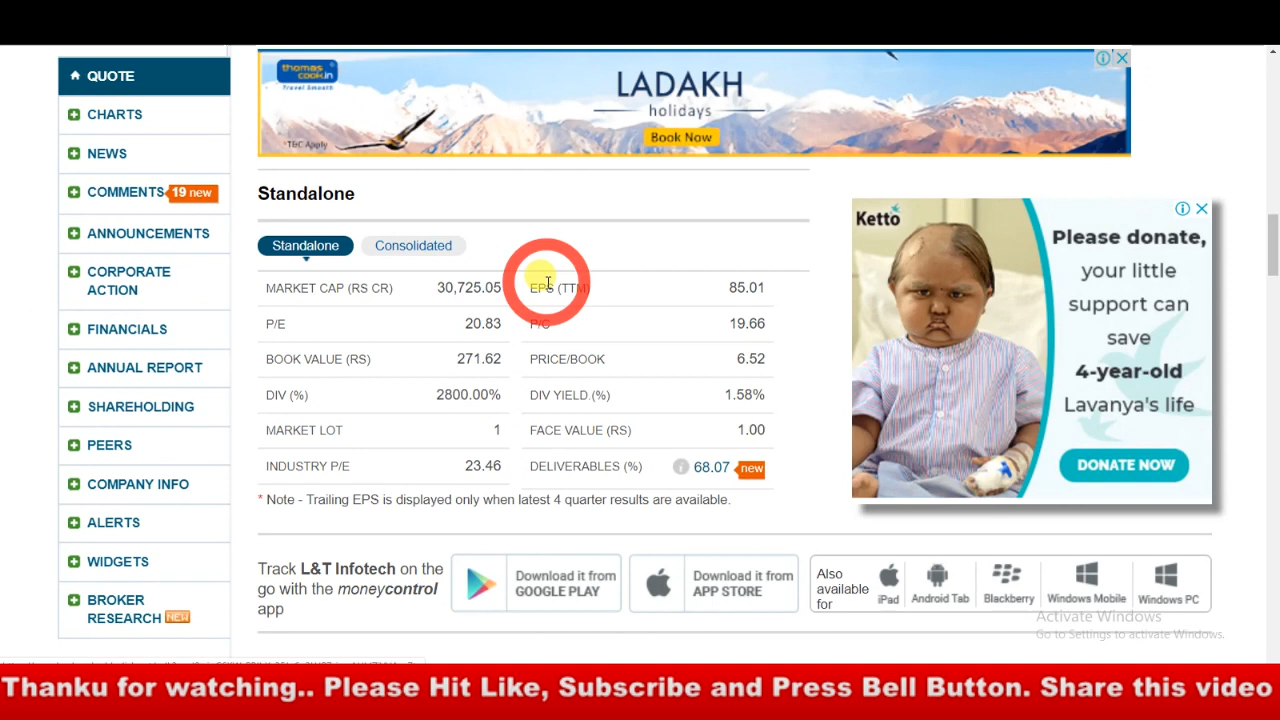 QUOTE
CHARTS
NEWS
COMMENTS 19 new
ANNOUNCEMENTS
CORPORATE
ACTION
FINANCIALS
ANNUAL REPORT
SHAREHOLDING
PEERS
COMPANY INFO
ALERTS
WIDGETS
BROKER
RESEARCH NEW
thomas
cook.in
Travel Smooth
*T&C Apply
LADAKH
holidays
Book Now
Standalone
Standalone Consolidated
MARKET CAP (RS CR) 30,725.05 EPS (TTM) 85.01
P/E 20.83 P/C 19.66
BOOK VALUE (RS) 271.62 PRICE/BOOK 6.52
DIV (%) 2800.00% DIV YIELD.(%) 1.58%
MARKET LOT 1 FACE VALUE (RS) 1.00
INDUSTRY P/E 23.46 DELIVERABLES (%) 68.07 new
* Note - Trailing EPS is displayed only when latest 4 quarter results are available.
Ketto
Please donate,
your little
support can
save
4-year-old
Lavanya's life
DONATE NOW
Track L&T Infotech on the
go with the moneycontrol
app
Download it from
GOOGLE PLAY
Download it from
APP STORE
Also
available
for
iPad Android Tab Blackberry Windows Mobile Windows PC
Activate Windows
Go to Settings to activate Windows.
Thanku for watching.. Please Hit Like, Subscribe and Press Bell Button. Share this video